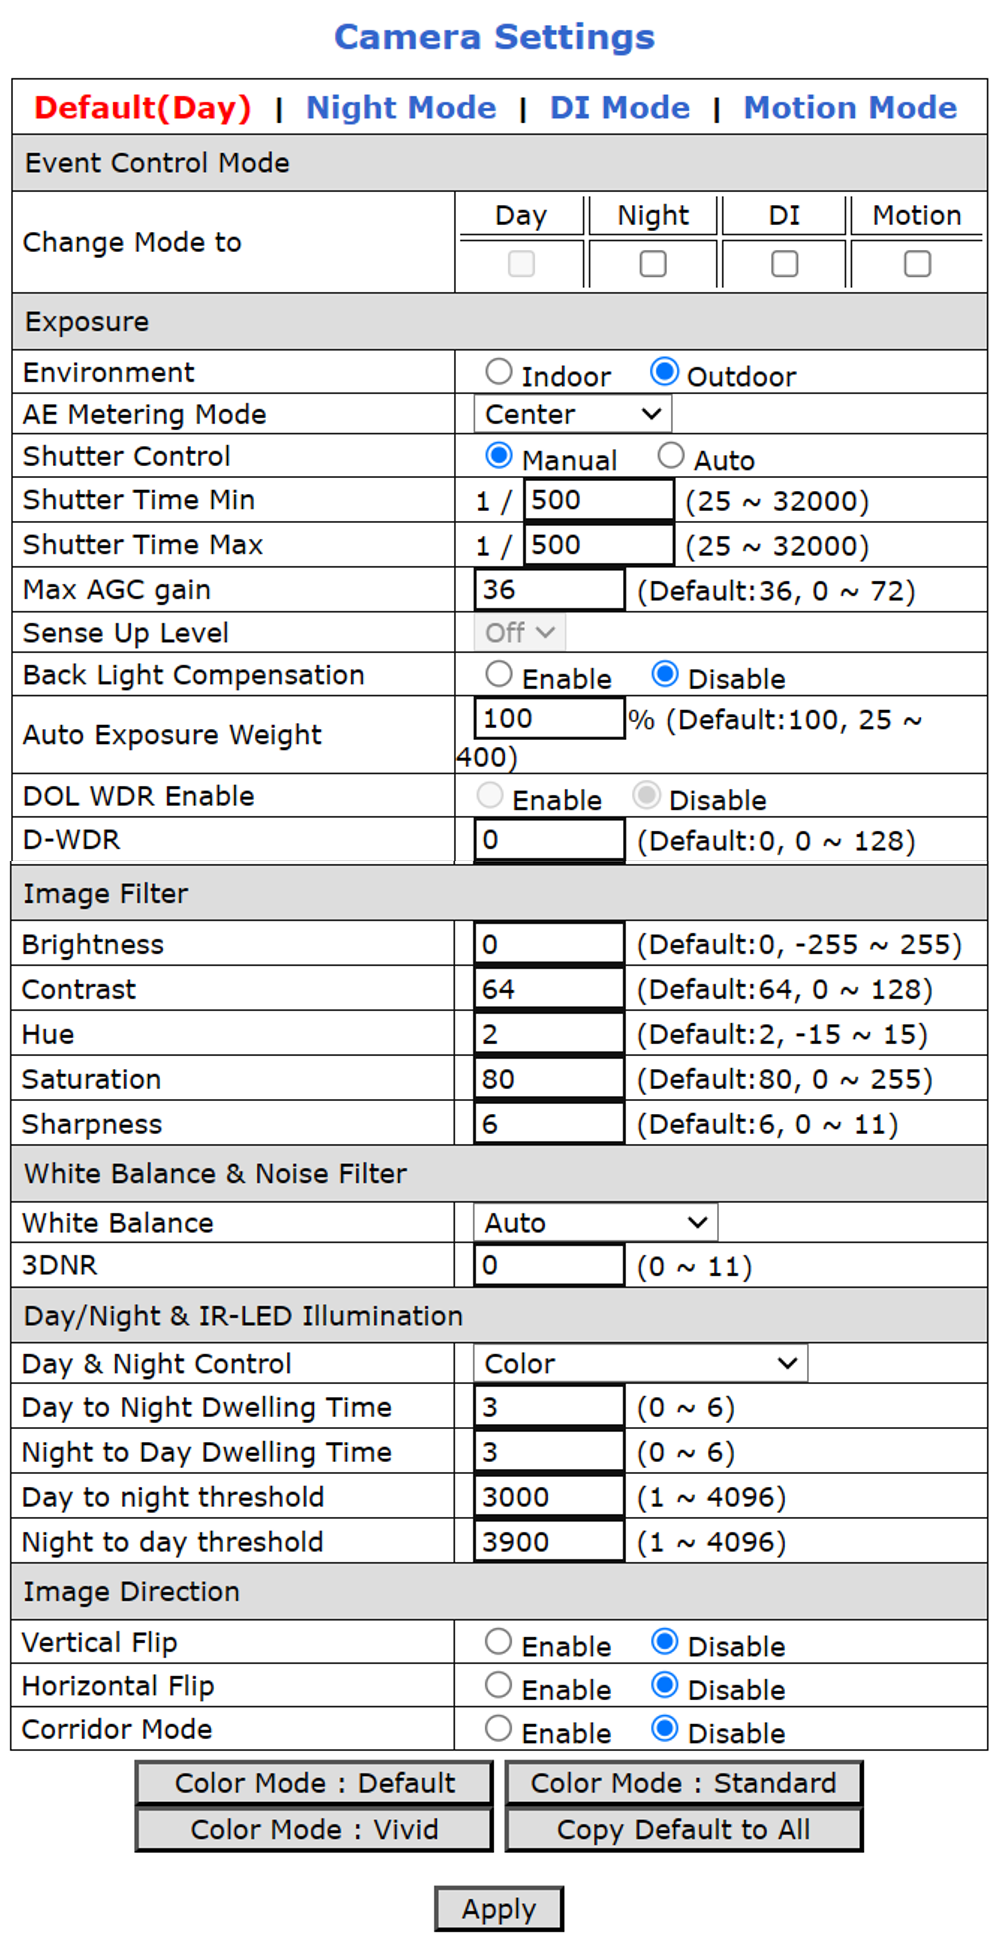 Camera Settings
Default(Day) | Night Mode | DI Mode | Motion Mode
Event Control Mode
Change Mode to
Day Night DI Motion
Exposure
Environment Indoor Outdoor
AE Metering Mode Center
Shutter Control Manual Auto
Shutter Time Min 1 / 500 (25 ~ 32000)
Shutter Time Max 1 / 500 (25 ~ 32000)
Max AGC gain 36 (Default:36, 0 ~ 72)
Sense Up Level Off
Back Light Compensation Enable Disable
Auto Exposure Weight 100 % (Default:100, 25 ~
400)
DOL WDR Enable Enable Disable
D-WDR 0 (Default:0, 0 ~ 128)
Image Filter
Brightness 0 (Default:0, -255 ~ 255)
Contrast 64 (Default:64, 0 ~ 128)
Hue 2 (Default:2, -15 ~ 15)
Saturation 80 (Default:80, 0 ~ 255)
Sharpness 6 (Default:6, 0 ~ 11)
White Balance & Noise Filter
White Balance Auto
3DNR 0 (0 ~ 11)
Day/Night & IR-LED Illumination
Day & Night Control Color
Day to Night Dwelling Time 3 (0 ~ 6)
Night to Day Dwelling Time 3 (0 ~ 6)
Day to night threshold 3000 (1 ~ 4096)
Night to day threshold 3900 (1 ~ 4096)
Image Direction
Vertical Flip Enable Disable
Horizontal Flip Enable Disable
Corridor Mode Enable Disable
Color Mode : Default Color Mode : Standard
Color Mode : Vivid Copy Default to All
Apply